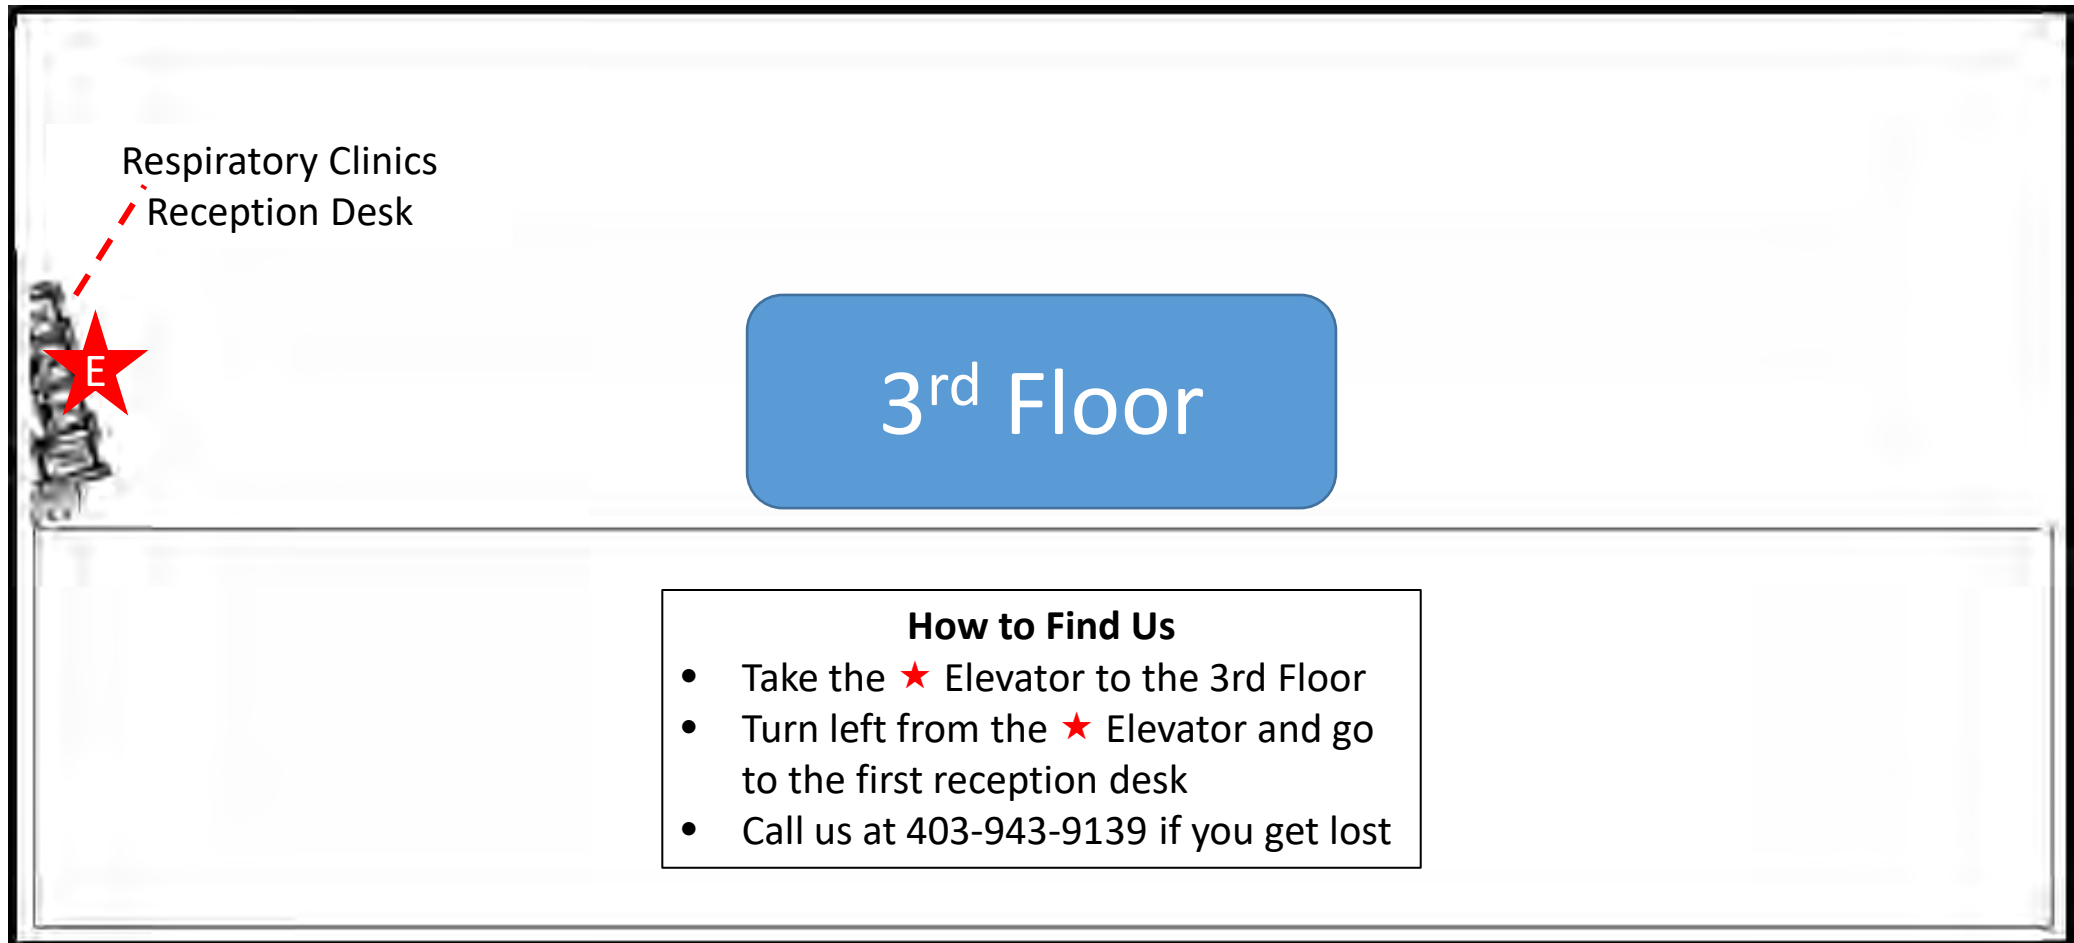 Respiratory Clinics
Reception Desk
E
3rd Floor
How to Find Us
• Take the ★ Elevator to the 3rd Floor
• Turn left from the ★ Elevator and go
to the first reception desk
• Call us at 403-943-9139 if you get lost